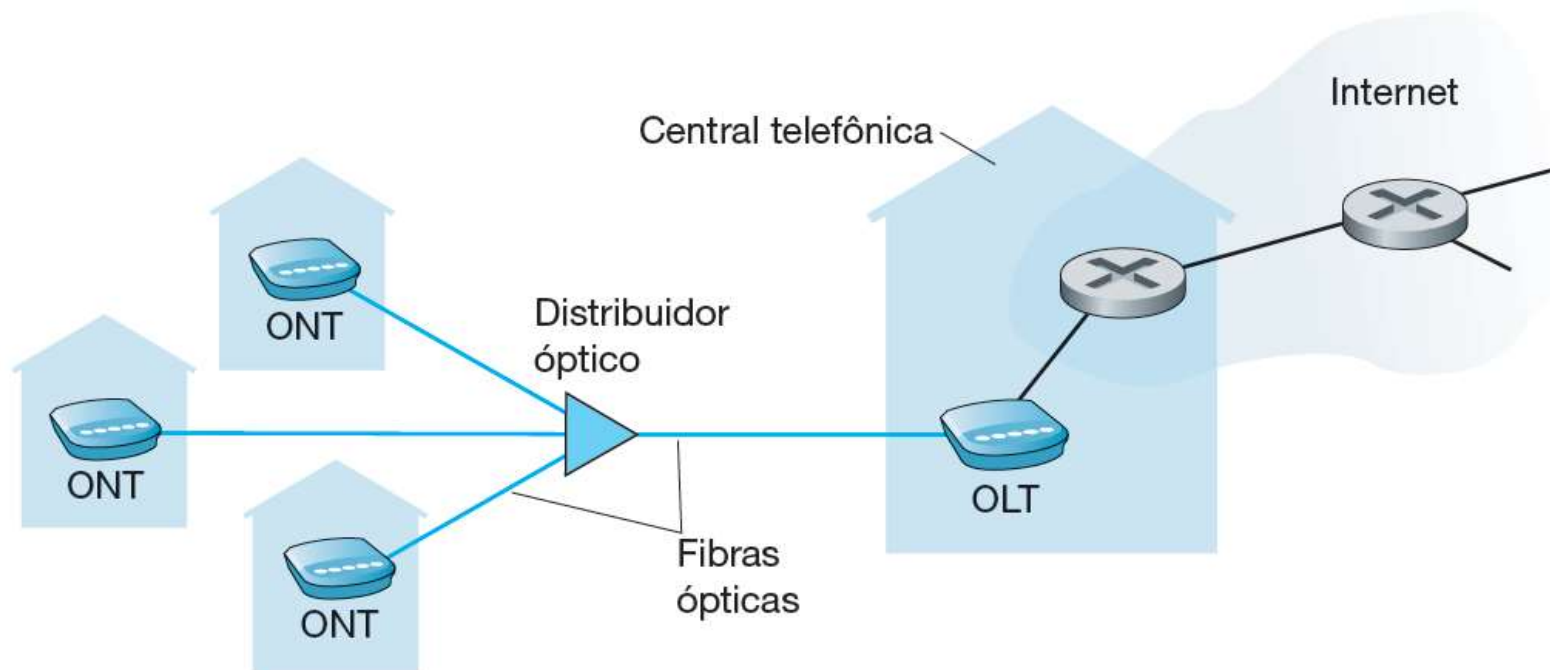 Internet
Central telefônica
ONT
Distribuidor
óptico
ONT
OLT
Fibras
ópticas
ONT